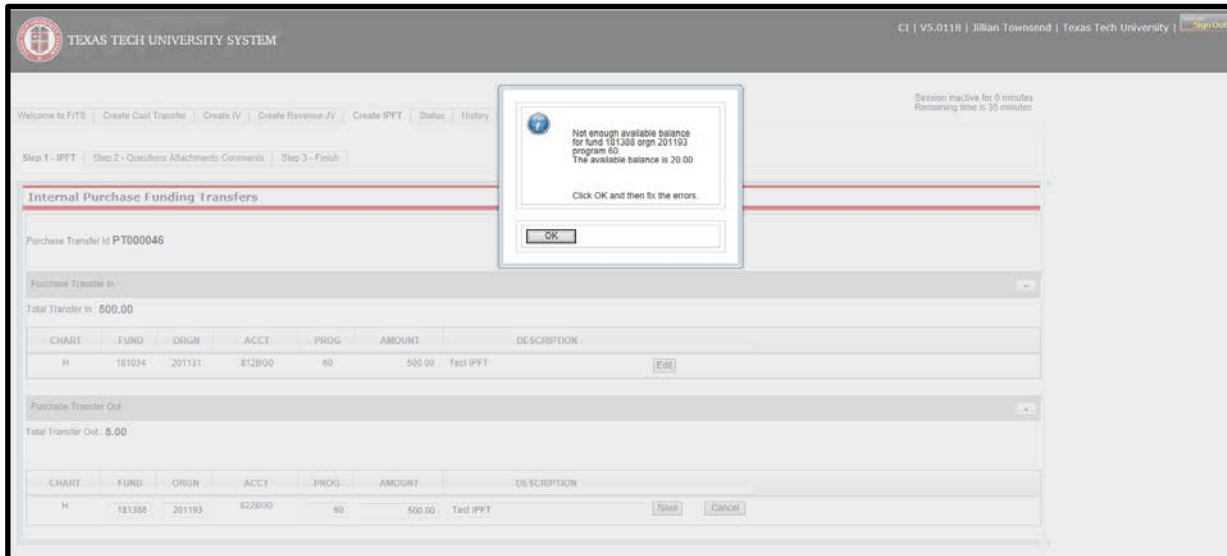 TEXAS TECH UNIVERSITY SYSTEM
C1 | V5.0118 | Jillian Townsend | Texas Tech University | Sign Out
Session inactive for 0 minutes
Remaining time is 35 minutes
Welcome to FiTS | Create Cost Transfer | Create IV | Create Revenue JV | Create IPFT | Status | History
Step 1 - IPFT | Step 2 - Questions Attachments Comments | Step 3 - Finish
Not enough available balance
for fund 181388 orgn 201193
program 60.
The available balance is 20.00
Click OK and then fix the errors.
OK
Internal Purchase Funding Transfers
Purchase Transfer Id PT000046
Purchase Transfer In
Total Transfer In : 500.00
CHART FUND ORGN ACCT PROG AMOUNT DESCRIPTION
H 181034 201131 812BG0 60 500.00 Test IPFT Edit
Purchase Transfer Out
Total Transfer Out : 5.00
CHART FUND ORGN ACCT PROG AMOUNT DESCRIPTION
H 181388 201193 822BG0 60 500.00 Test IPFT Save Cancel